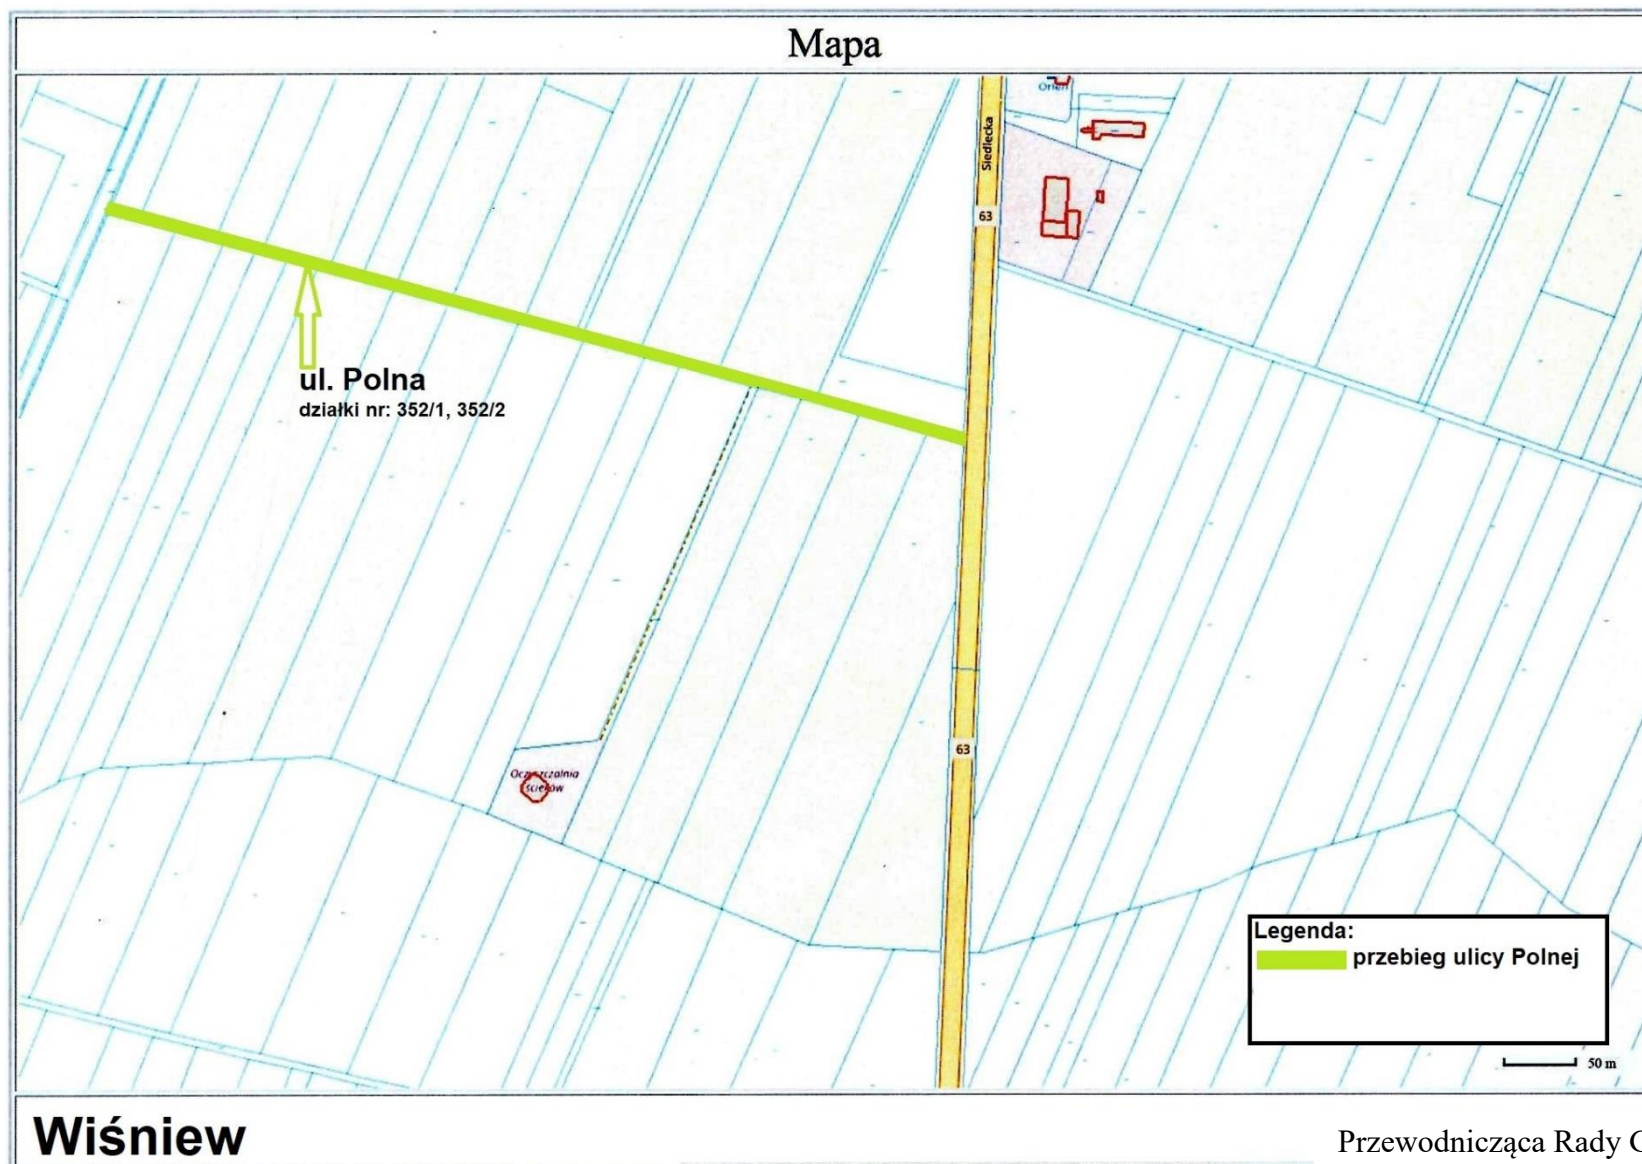 Mapa
Orlen
Siedlecka
63
ul. Polna
działki nr: 352/1, 352/2
63
Oczyszczalnia
ścieków
Legenda:
przebieg ulicy Polnej
50 m
Wiśniew
Przewodnicząca Rady G